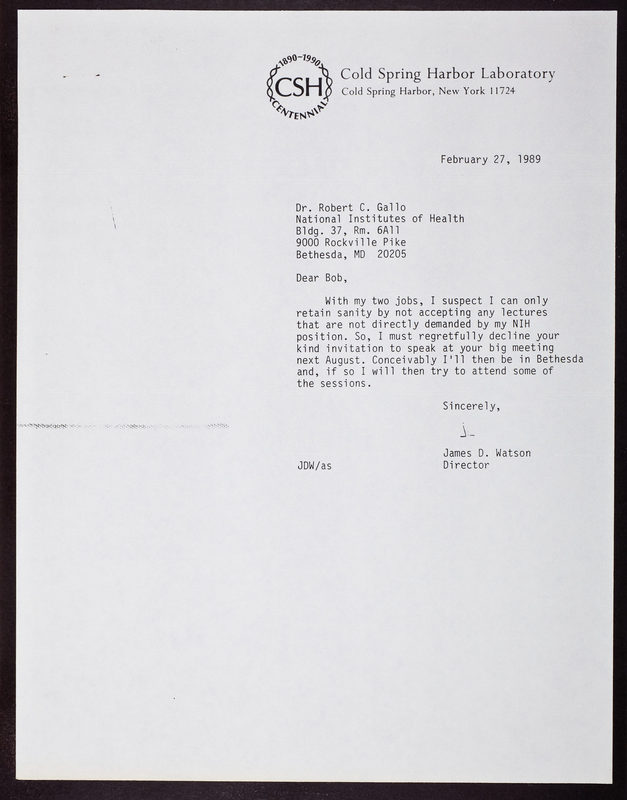 1890-1990
CSH
CENTENNIAL
Cold Spring Harbor Laboratory
Cold Spring Harbor, New York 11724
February 27, 1989
Dr. Robert C. Gallo
National Institutes of Health
Bldg. 37, Rm. 6A11
9000 Rockville Pike
Bethesda, MD  20205
Dear Bob,
With my two jobs, I suspect I can only
retain sanity by not accepting any lectures
that are not directly demanded by my NIH
position. So, I must regretfully decline your
kind invitation to speak at your big meeting
next August. Conceivably I'll then be in Bethesda
and, if so I will then try to attend some of
the sessions.
Sincerely,
James D. Watson
JDW/as Director